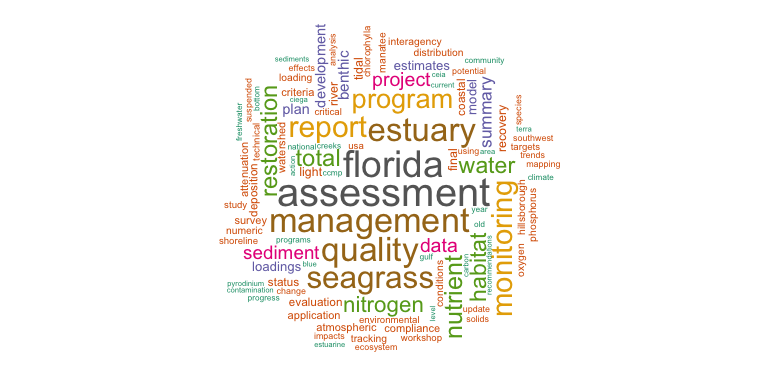 sediments
effects
loading
development
analysis
benthic
tidal
chlorophylla
manatee
interagency
distribution
estimates
community
project
ceia
potential
current
criteria
ciega
plan
river
critical
program
coastal
model
summary
recovery
species
suspended
bottom
freshwater
restoration
report
estuary
terra
southwest
targets
trends
mapping
technical
watershed
national
creeks
usa
final
using
area
action
total
florida
water
attenuation
light
ccmp
climate
deposition
assessment
study
survey
numeric
shoreline
management
year
old
monitoring
hillsborough
phosphorus
programs
sediment
quality
data
gulf
habitat
recommendations
oxygen
loadings
blue
carbon
pyrodinium
contamination
progress
status
change
seagrass
conditions
nutrient
evaluation
application
nitrogen
level
update
solids
environmental
atmospheric
compliance
impacts
tracking
workshop
estuarine
ecosystem